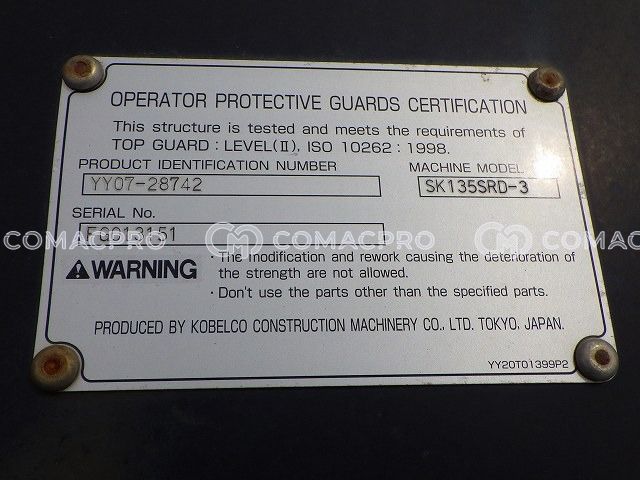 OPERATOR PROTECTIVE GUARDS CERTIFICATION
This structure is tested and meets the requirements of
TOP GUARD : LEVEL(Ⅱ), ISO 10262 : 1998.
PRODUCT IDENTIFICATION NUMBER
MACHINE MODEL
YY07-28742
SK135SRD-3
SERIAL No.
COMACPRO COMACPRO COMACPRO
WARNING
· The modification and rework causing the deterioration of
the strength are not allowed.
· Don't use the parts other than the specified parts.
PRODUCED BY KOBELCO CONSTRUCTION MACHINERY CO., LTD. TOKYO, JAPAN.
YY20T01399P2